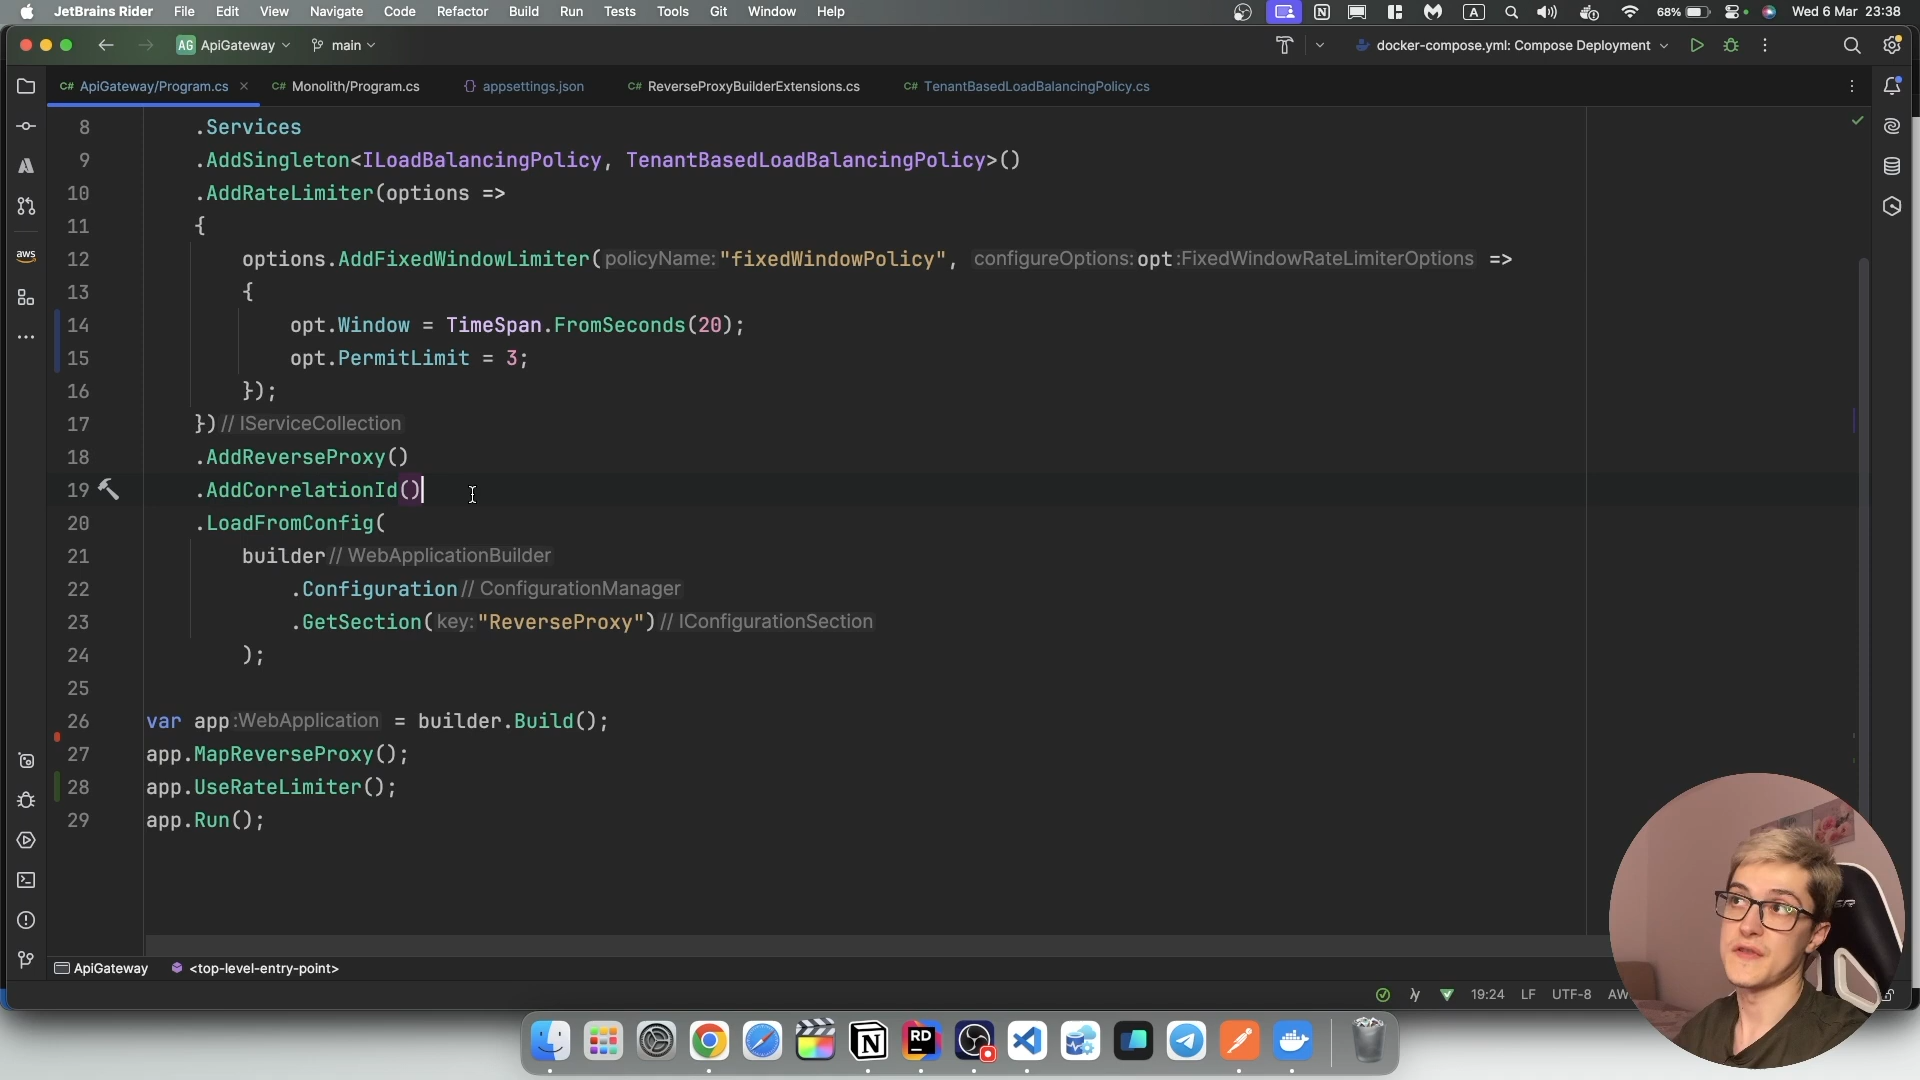 JetBrains Rider File Edit View Navigate Code Refactor Build Run Tests Tools Git Window Help
A 68% Wed 6 Mar 23:38
AG ApiGateway main docker-compose.yml: Compose Deployment
C# ApiGateway/Program.cs C# Monolith/Program.cs {} appsettings.json C# ReverseProxyBuilderExtensions.cs C# TenantBasedLoadBalancingPolicy.cs
8 .Services
9 .AddSingleton<ILoadBalancingPolicy, TenantBasedLoadBalancingPolicy>()
10 .AddRateLimiter(options =>
11 {
12 options.AddFixedWindowLimiter( policyName: "fixedWindowPolicy", configureOptions: opt :FixedWindowRateLimiterOptions =>
13 {
14 opt.Window = TimeSpan.FromSeconds(20);
15 opt.PermitLimit = 3;
16 });
17 }) // IServiceCollection
18 .AddReverseProxy()
19 .AddCorrelationId()
20 .LoadFromConfig(
21 builder // WebApplicationBuilder
22 .Configuration // ConfigurationManager
23 .GetSection( key: "ReverseProxy") // IConfigurationSection
24 );
25
26 var app :WebApplication = builder.Build();
27 app.MapReverseProxy();
28 app.UseRateLimiter();
29 app.Run();
aws
ApiGateway <top-level-entry-point>
19:24 LF UTF-8 AW
N RD